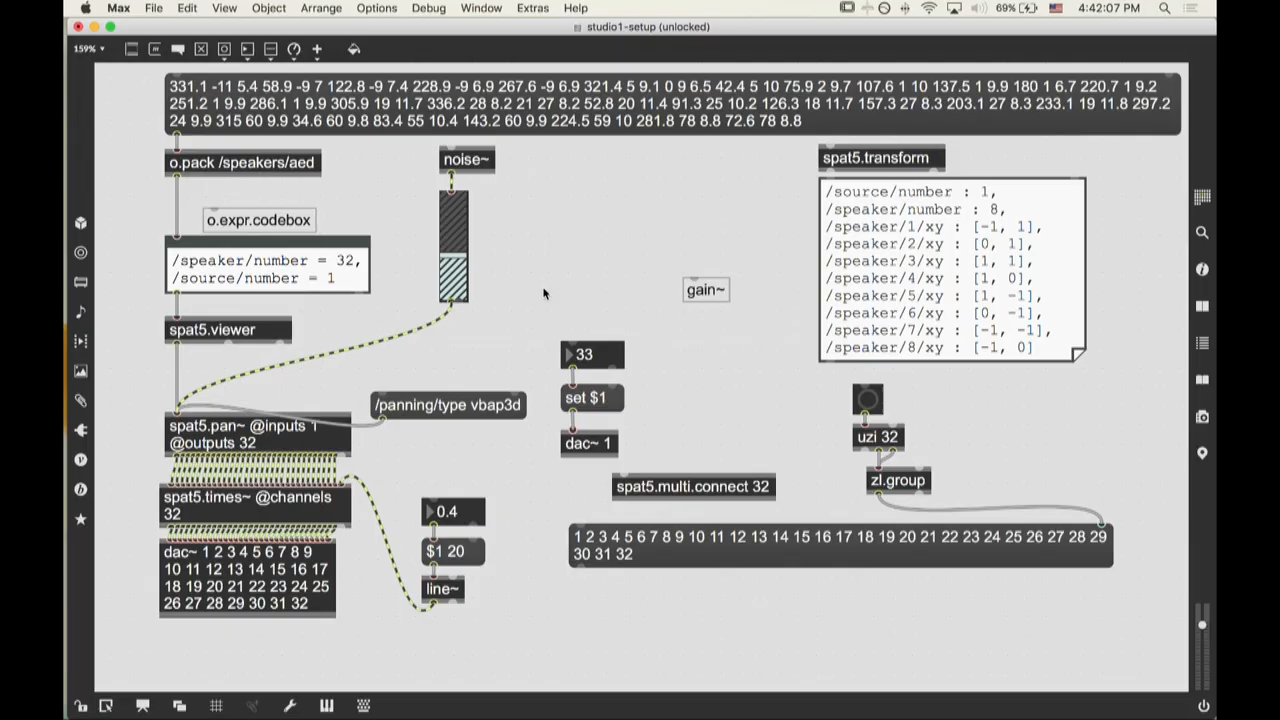 Max File Edit View Object Arrange Options Debug Window Extras Help 69% 4:42:07 PM
studio1-setup (unlocked)
159%
331.1 -11 5.4 58.9 -9 7 122.8 -9 7.4 228.9 -9 6.9 267.6 -9 6.9 321.4 5 9.1 0 9 6.5 42.4 5 10 75.9 2 9.7 107.6 1 10 137.5 1 9.9 180 1 6.7 220.7 1 9.2
251.2 1 9.9 286.1 1 9.9 305.9 19 11.7 336.2 28 8.2 21 27 8.2 52.8 20 11.4 91.3 25 10.2 126.3 18 11.7 157.3 27 8.3 203.1 27 8.3 233.1 19 11.8 297.2
24 9.9 315 60 9.9 34.6 60 9.8 83.4 55 10.4 143.2 60 9.9 224.5 59 10 281.8 78 8.8 72.6 78 8.8
o.pack /speakers/aed
o.expr.codebox
/speaker/number = 32,
/source/number = 1
spat5.viewer
/panning/type vbap3d
spat5.pan~ @inputs 1
@outputs 32
spat5.times~ @channels
32
dac~ 1 2 3 4 5 6 7 8 9
10 11 12 13 14 15 16 17
18 19 20 21 22 23 24 25
26 27 28 29 30 31 32
noise~
0.4
$1 20
line~
33
set $1
dac~ 1
gain~
spat5.multi.connect 32
spat5.transform
/source/number : 1,
/speaker/number : 8,
/speaker/1/xy : [-1, 1],
/speaker/2/xy : [0, 1],
/speaker/3/xy : [1, 1],
/speaker/4/xy : [1, 0],
/speaker/5/xy : [1, -1],
/speaker/6/xy : [0, -1],
/speaker/7/xy : [-1, -1],
/speaker/8/xy : [-1, 0]
uzi 32
zl.group
1 2 3 4 5 6 7 8 9 10 11 12 13 14 15 16 17 18 19 20 21 22 23 24 25 26 27 28 29
30 31 32